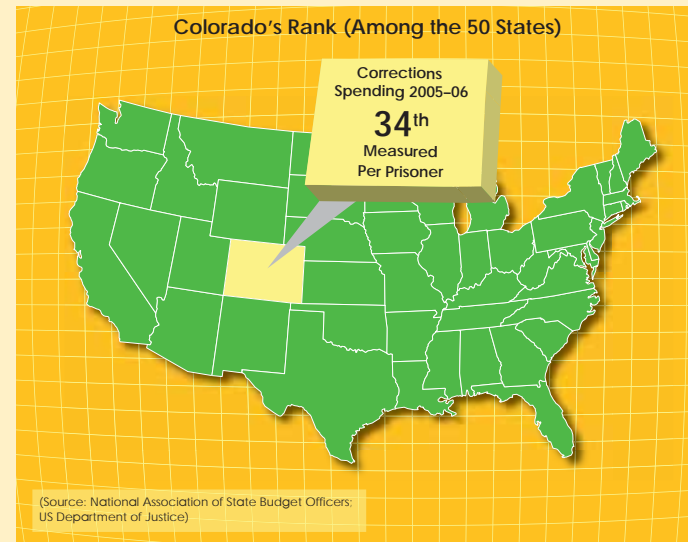 Colorado's Rank (Among the 50 States)
Corrections
Spending 2005–06
34th
Measured
Per Prisoner
(Source: National Association of State Budget Officers;
US Department of Justice)